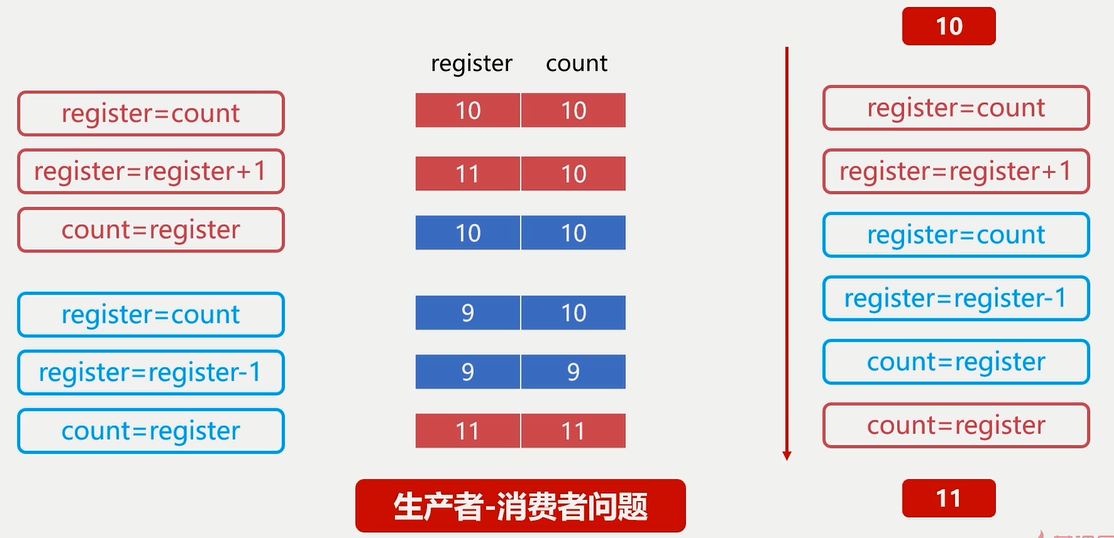 10
register count
register=count
register=register+1
count=register
register=count
register=register-1
count=register
10 10
11 10
10 10
9 10
9 9
11 11
register=count
register=register+1
register=count
register=register-1
count=register
count=register
生产者-消费者问题
11